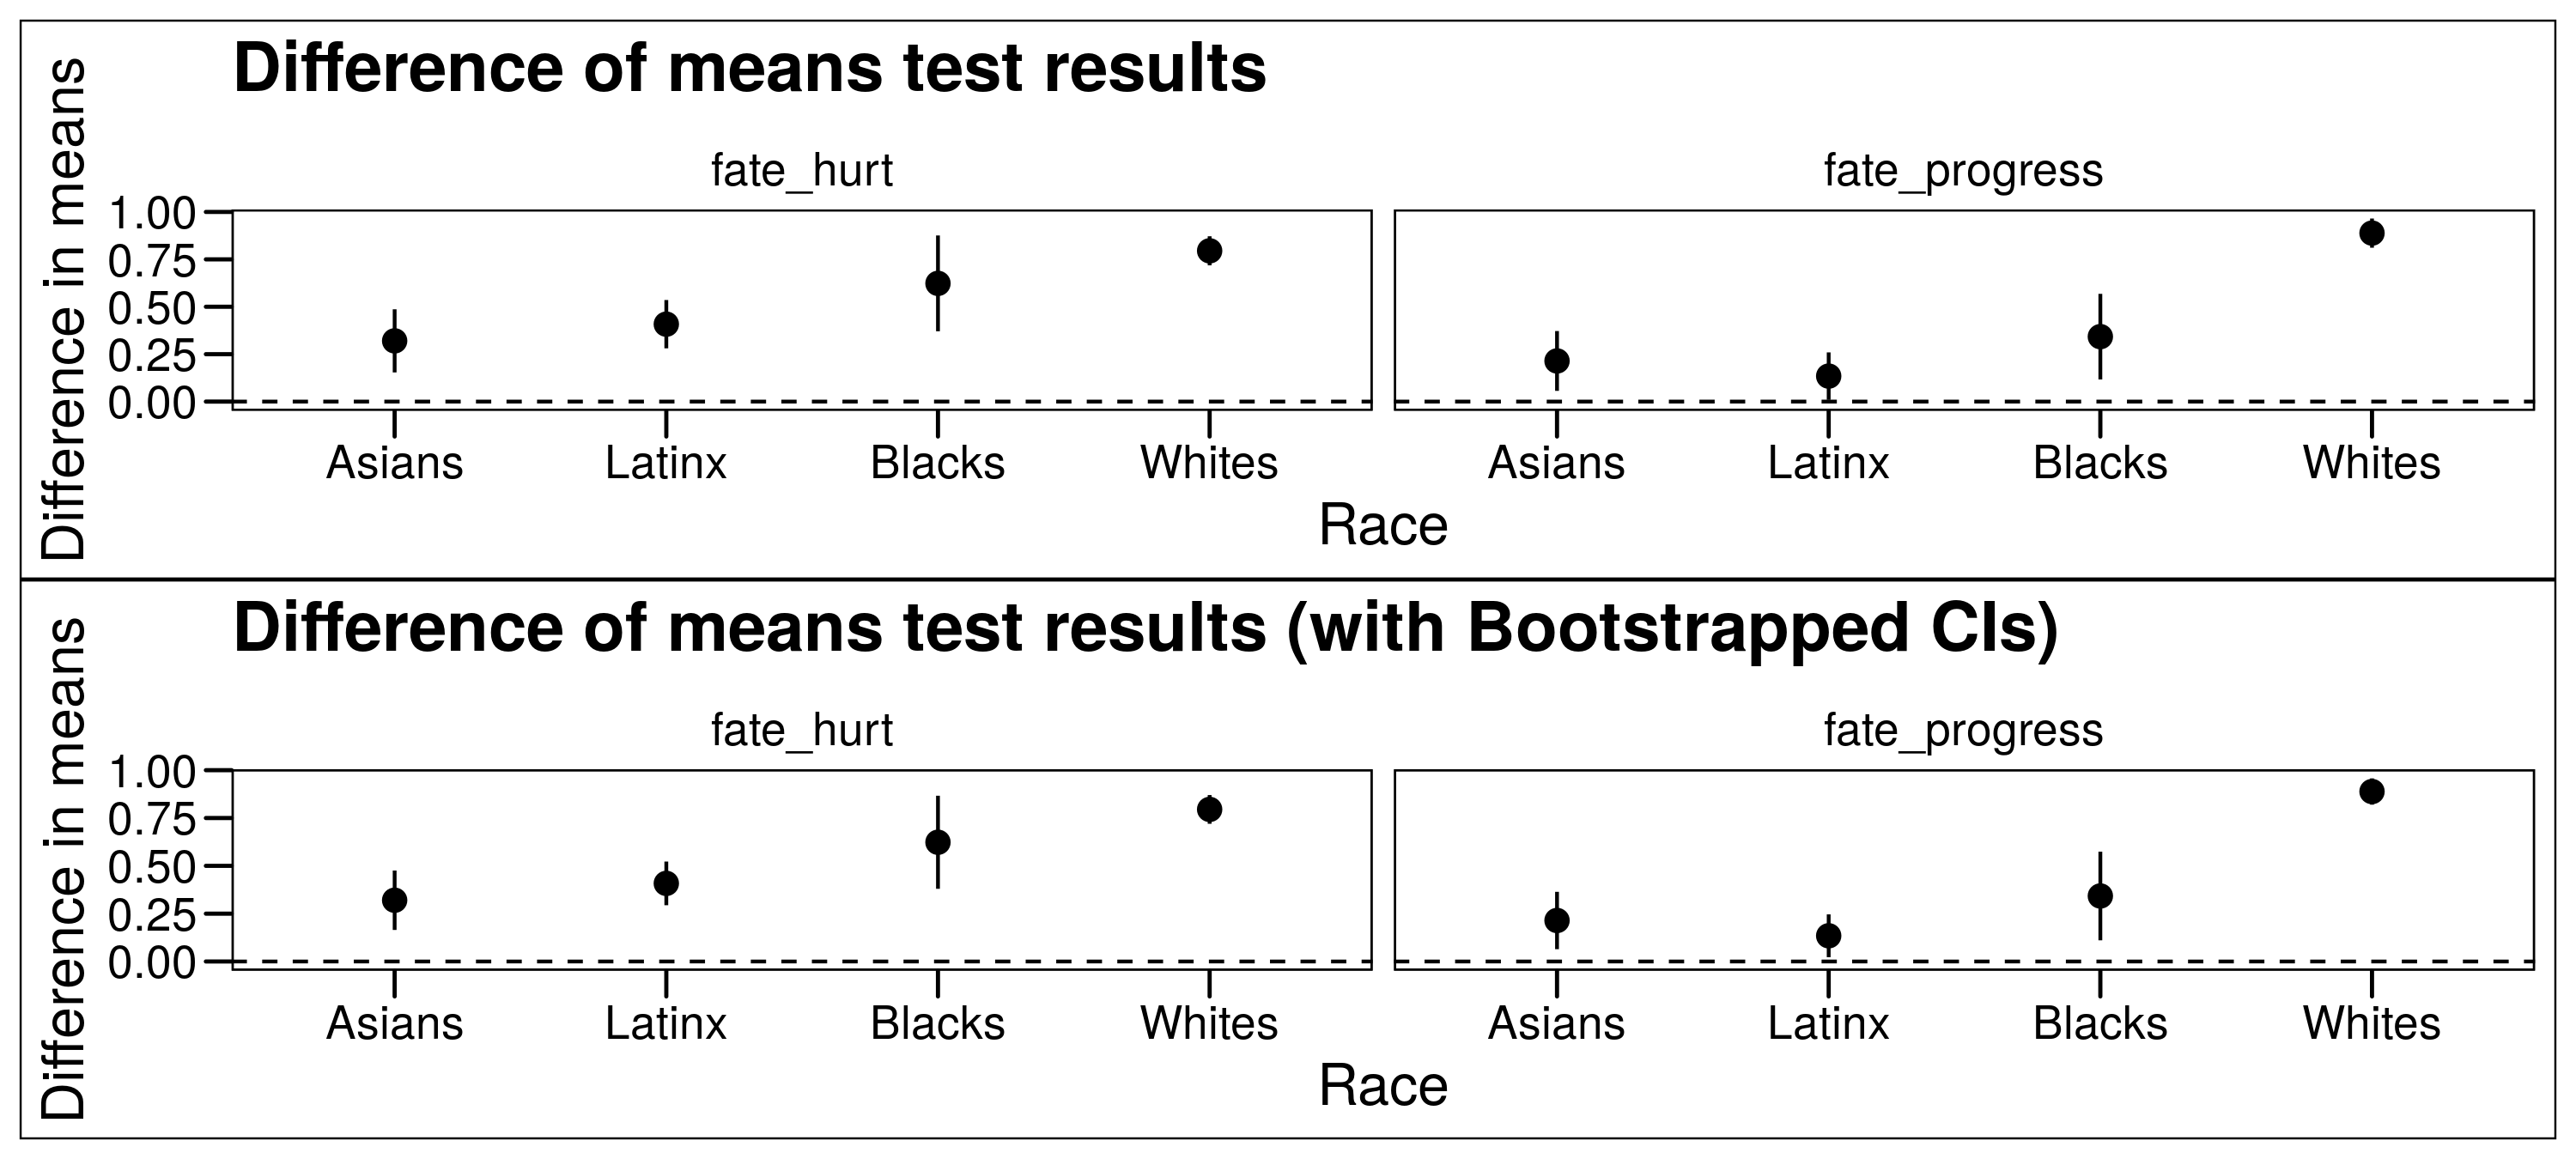 Difference of means test results
Difference in means
fate_hurt
fate_progress
1.00
0.75
0.50
0.25
0.00
Asians Latinx Blacks Whites
Asians Latinx Blacks Whites
Race
Difference of means test results (with Bootstrapped CIs)
Difference in means
fate_hurt
fate_progress
1.00
0.75
0.50
0.25
0.00
Asians Latinx Blacks Whites
Asians Latinx Blacks Whites
Race